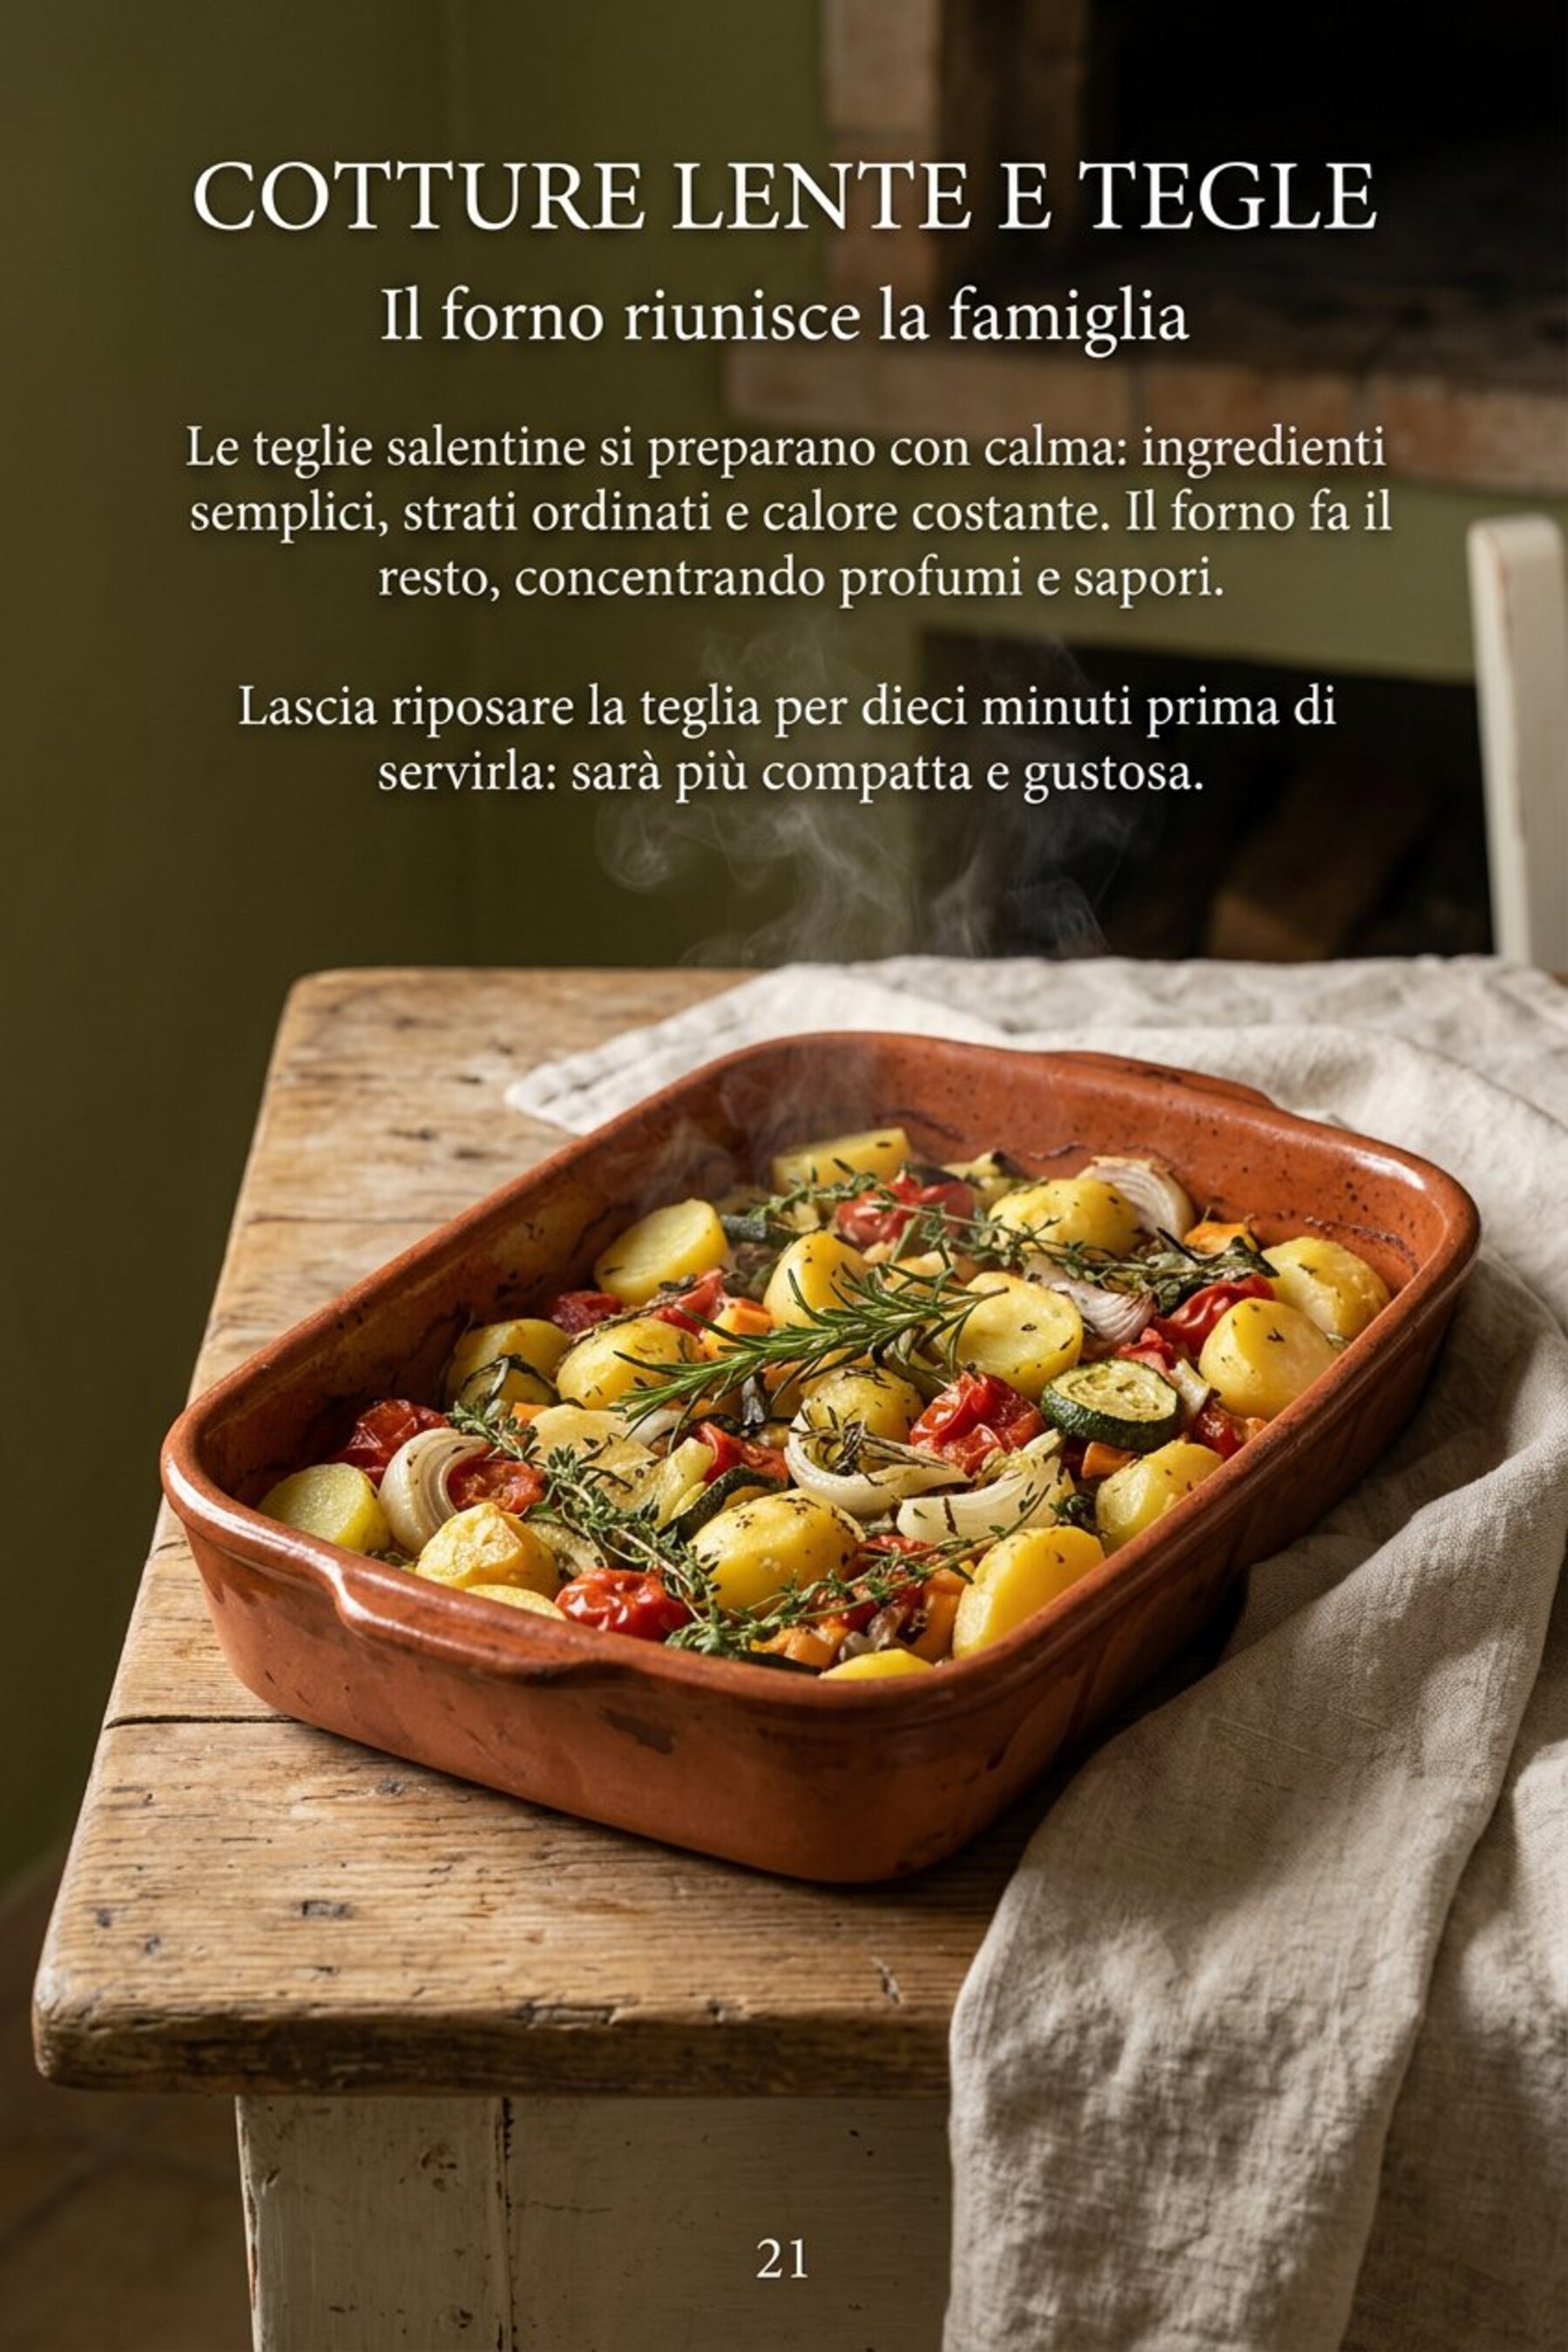 COTTURE LENTE E TEGLE
Il forno riunisce la famiglia
Le teglie salentine si preparano con calma: ingredienti
semplici, strati ordinati e calore costante. Il forno fa il
resto, concentrando profumi e sapori.
Lascia riposare la teglia per dieci minuti prima di
servirla: sarà più compatta e gustosa.
21